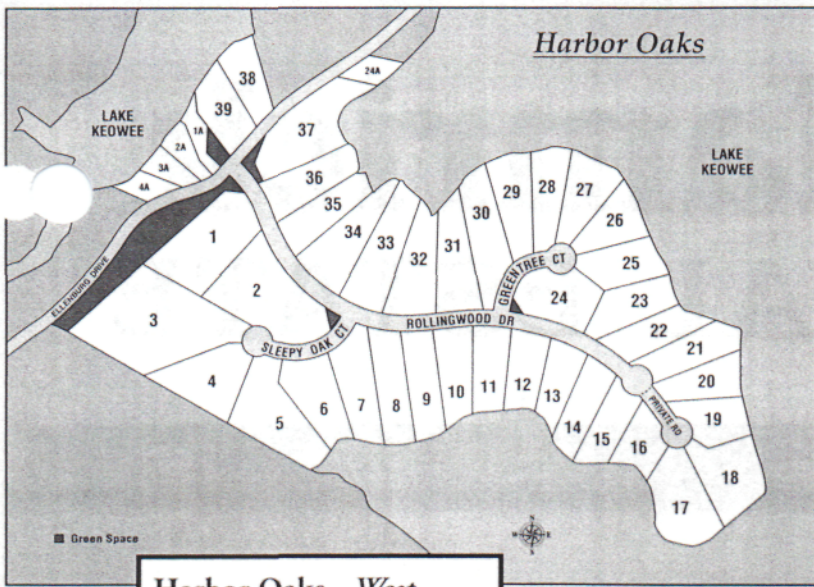 Harbor Oaks
LAKE
KEOWEE
LAKE
KEOWEE
24A
38
39
1A
2A
3A
4A
37
36
35
34
33
32
31
30
29
28
27
26
25
24
23
22
21
20
19
18
17
16
15
14
13
12
11
10
9
8
7
6
5
4
3
2
1
ELLENBURG DRIVE
SLEEPY OAK CT
ROLLINGWOOD DR
GREENTREE CT
PRIVATE RD
Green Space
N
W
E
S
Harbor Oaks West